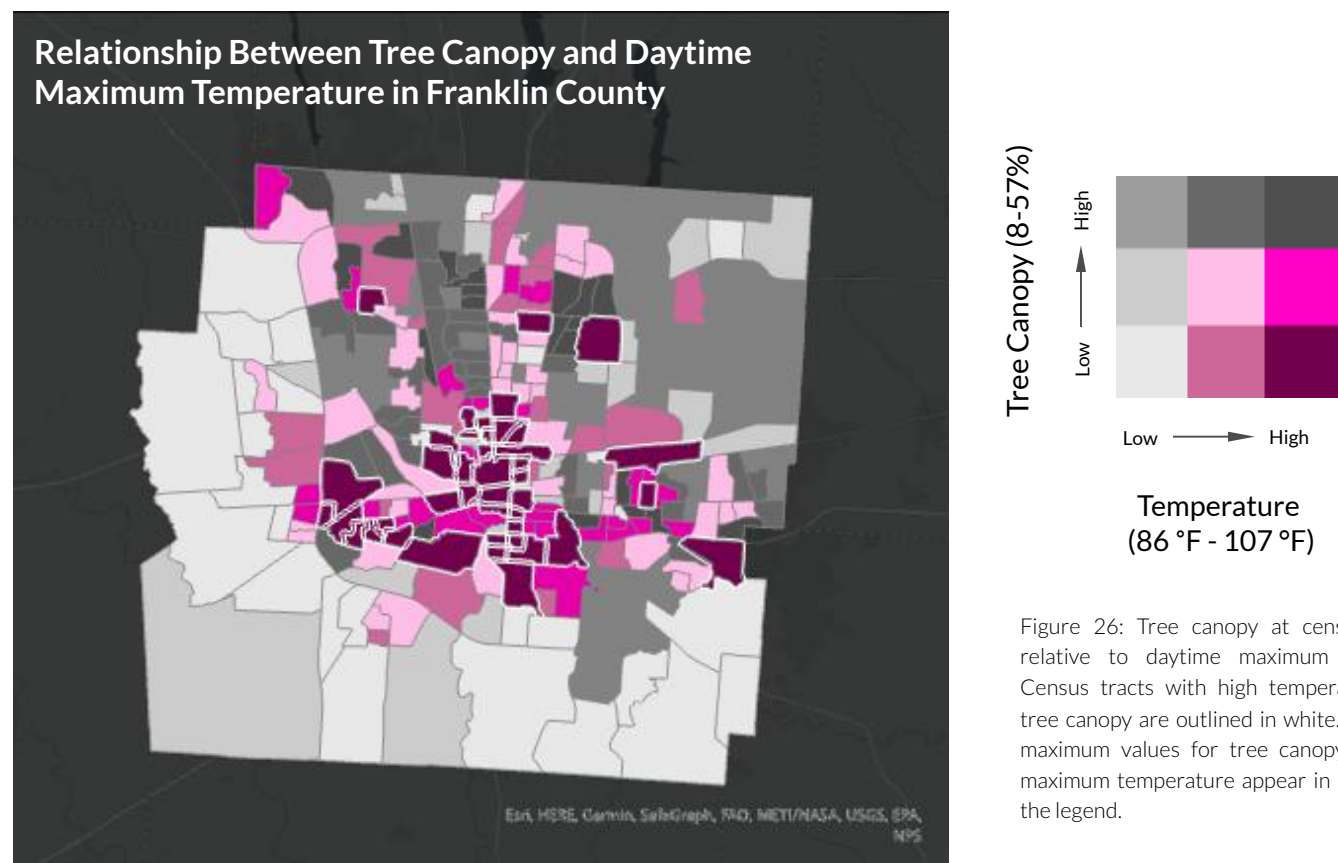 Relationship Between Tree Canopy and Daytime
Maximum Temperature in Franklin County
Tree Canopy (8-57%)
Low
High
Low
High
Temperature
(86 °F - 107 °F)
Figure 26: Tree canopy at cens
relative to daytime maximum
Census tracts with high tempera
tree canopy are outlined in white.
maximum values for tree canopy
maximum temperature appear in
the legend.
Esri, HERE, Garmin, SafeGraph, FAO, METI/NASA, USGS, EPA,
NPS